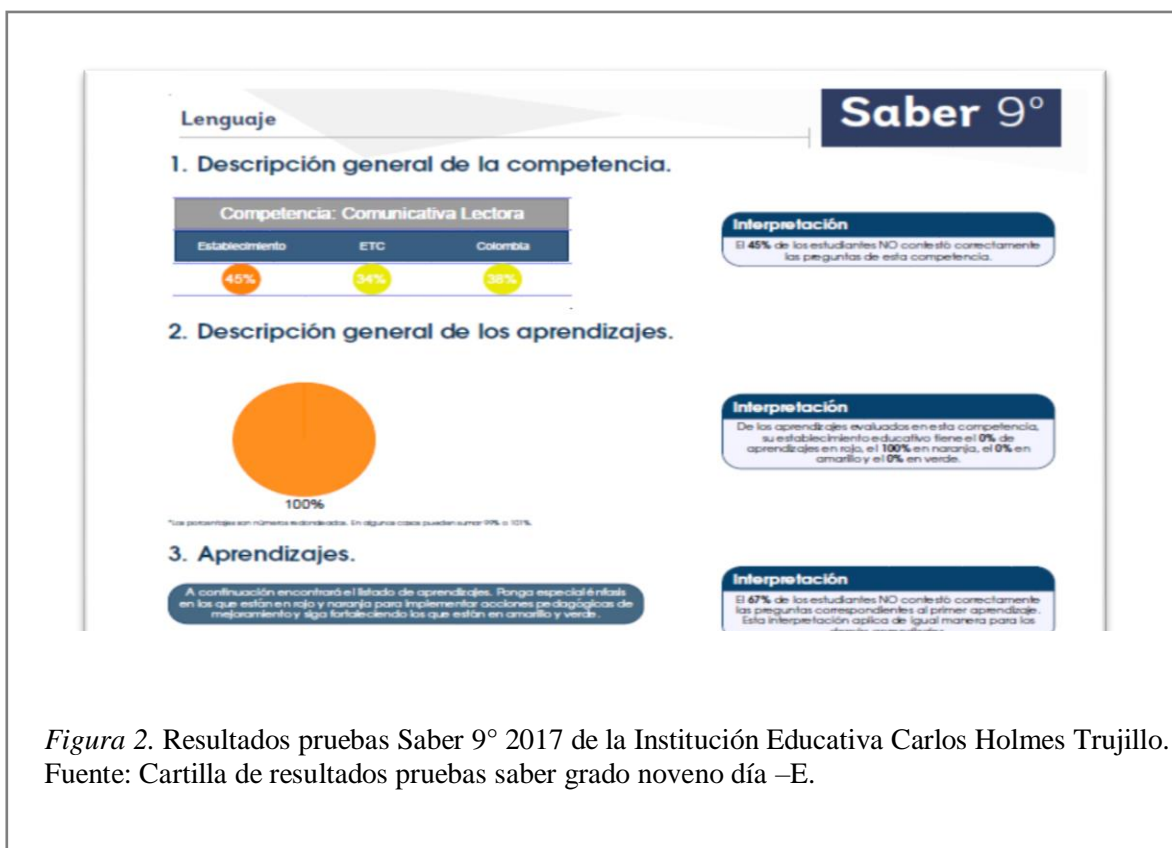 Lenguaje
Saber 9°
1. Descripción general de la competencia.
Competencia: Comunicativa Lectora
Establecimiento ETC Colombia
45% 34% 38%
Interpretación
El 45% de los estudiantes NO contestó correctamente
las preguntas de esta competencia.
2. Descripción general de los aprendizajes.
100%
*Los porcentajes son números redondeados. En algunos casos pueden sumar 99% o 101%.
Interpretación
De los aprendizajes evaluados en esta competencia,
su establecimiento educativo tiene el 0% de
aprendizajes en rojo, el 100% en naranja, el 0% en
amarillo y el 0% en verde.
3. Aprendizajes.
A continuación encontrará el listado de aprendizajes. Ponga especial énfasis
en los que están en rojo y naranja para implementar acciones pedagógicas de
mejoramiento y siga fortaleciendo los que están en amarillo y verde.
Interpretación
El 67% de los estudiantes NO contestó correctamente
las preguntas correspondientes al primer aprendizaje.
Esta interpretación aplica de igual manera para los
Figura 2. Resultados pruebas Saber 9° 2017 de la Institución Educativa Carlos Holmes Trujillo.
Fuente: Cartilla de resultados pruebas saber grado noveno día –E.